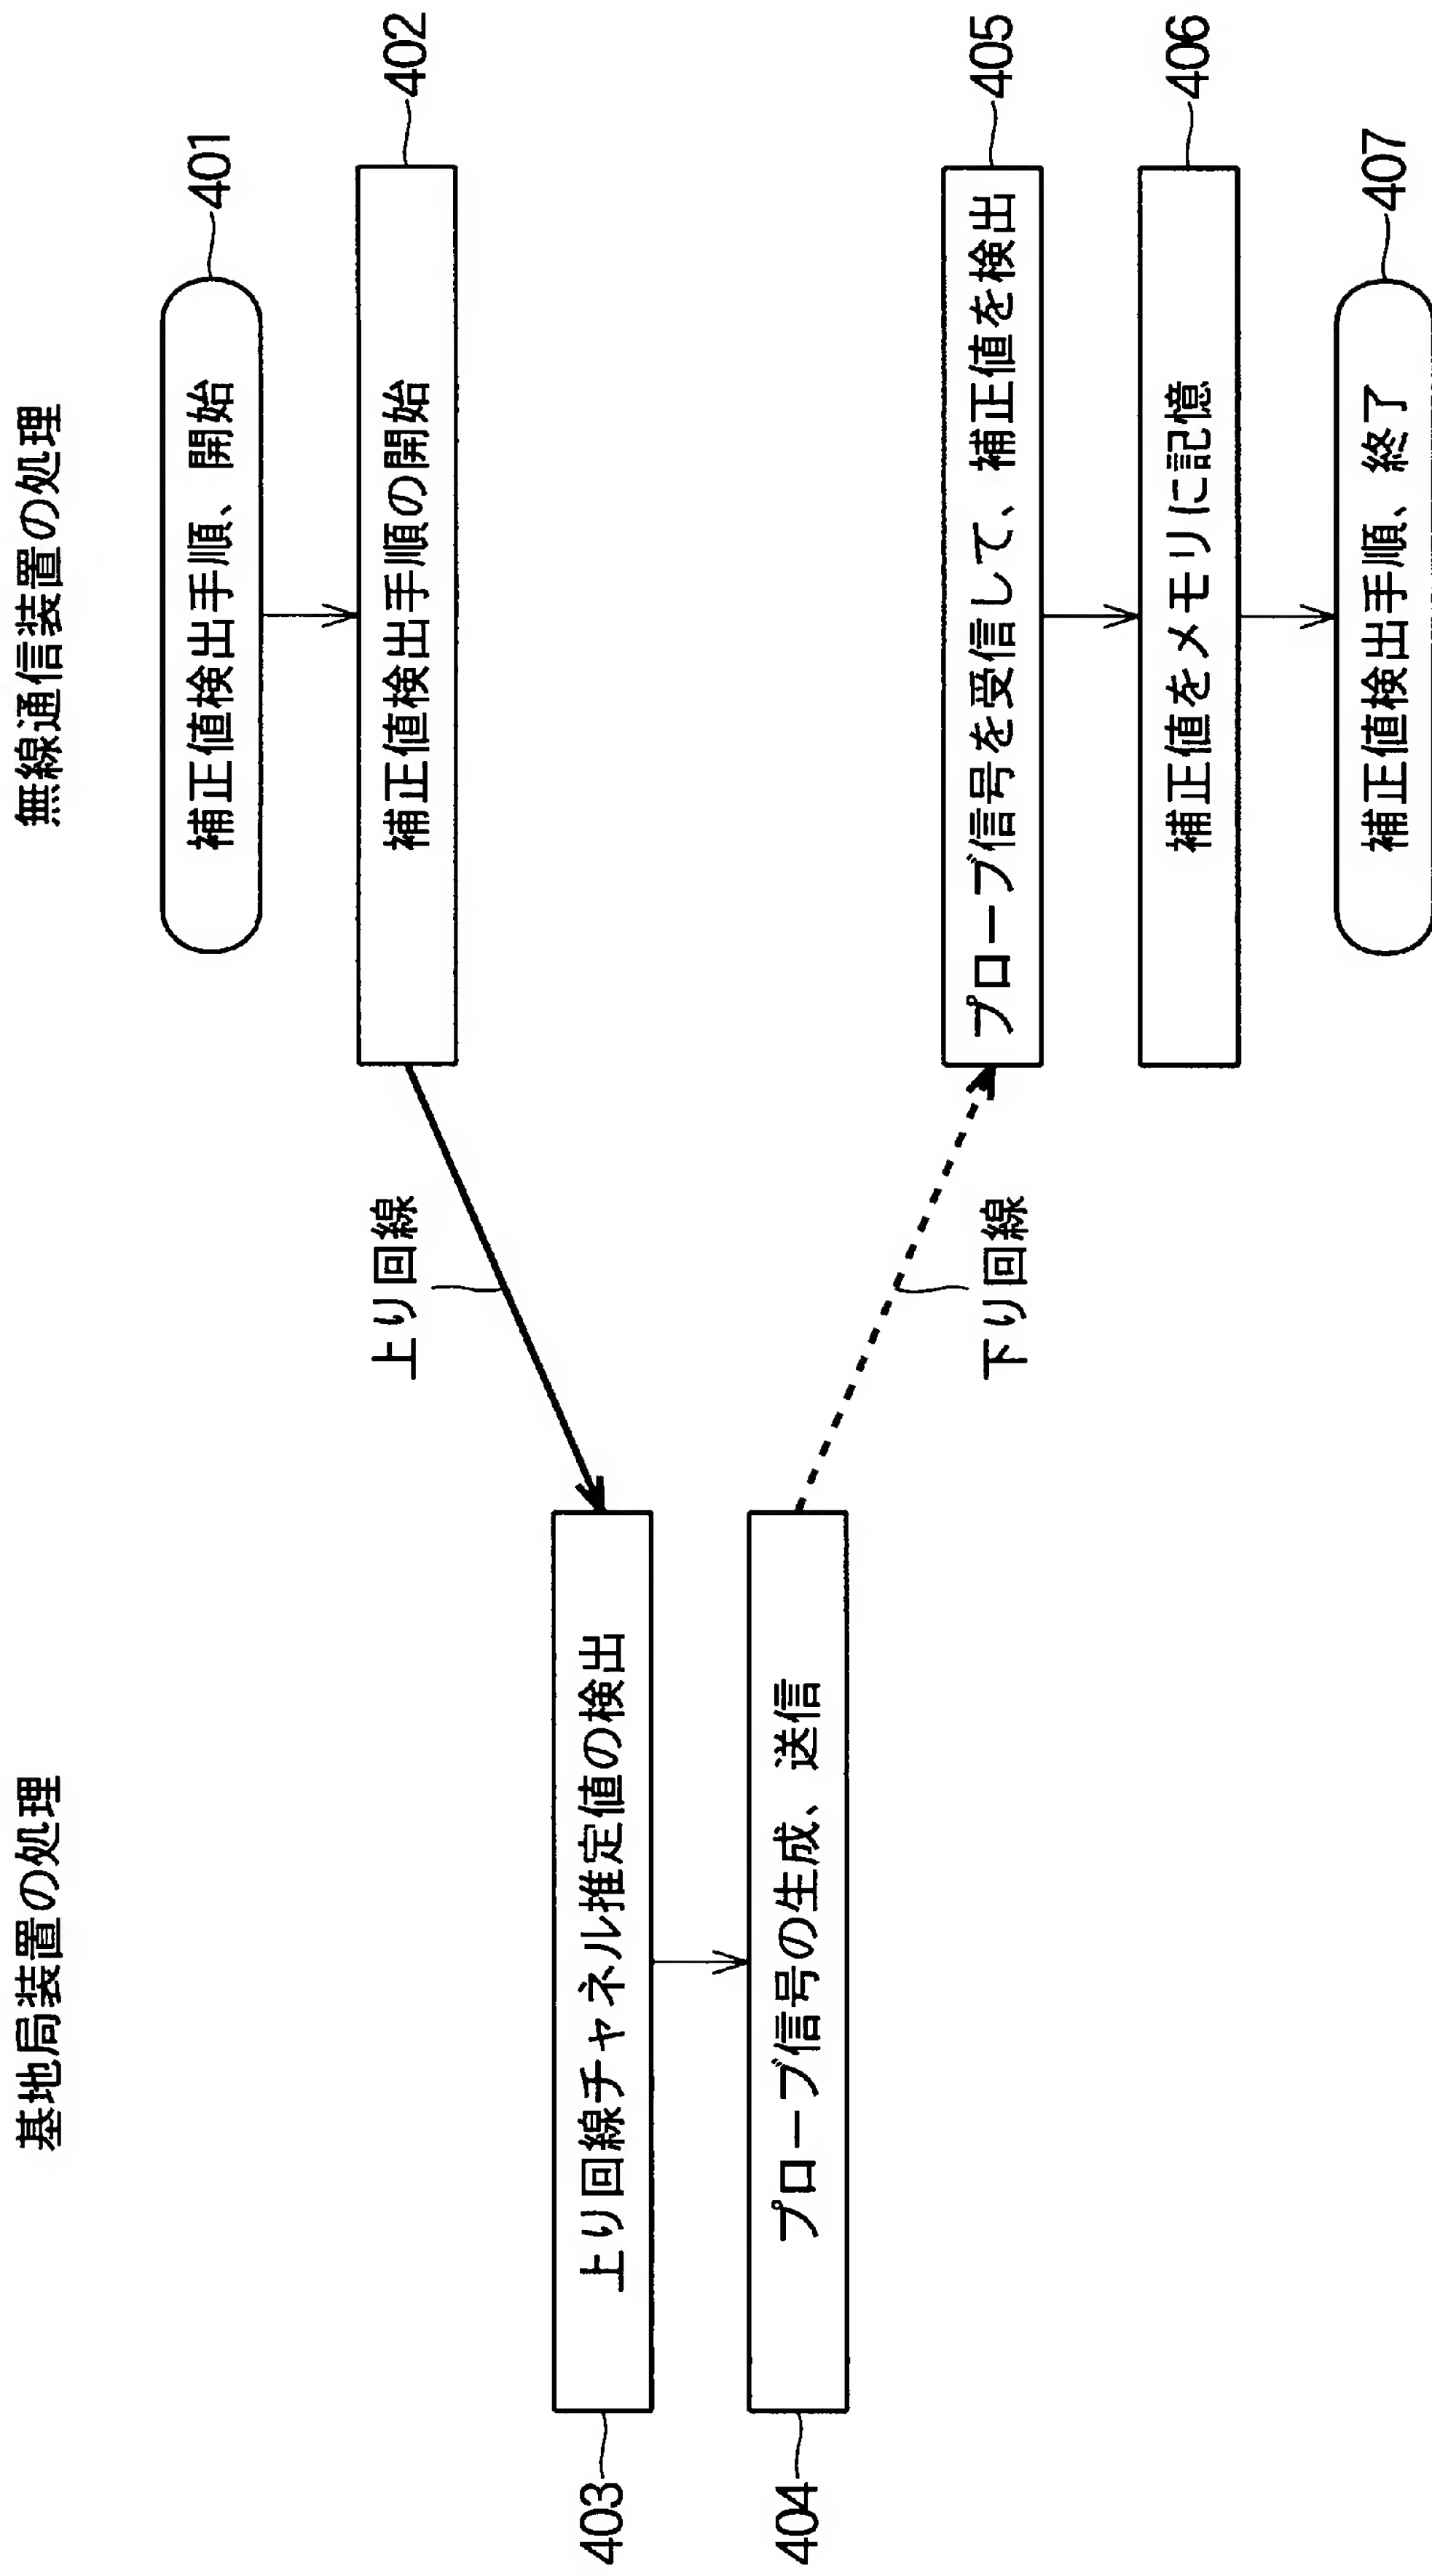 基地局装置の処理
無線通信装置の処理
補正値検出手順、開始
401
補正値検出手順の開始
402
上り回線
上り回線チャネル推定値の検出
403
プローブ信号の生成、送信
404
下り回線
プローブ信号を受信して、補正値を検出
405
補正値をメモリに記憶
406
補正値検出手順、終了
407